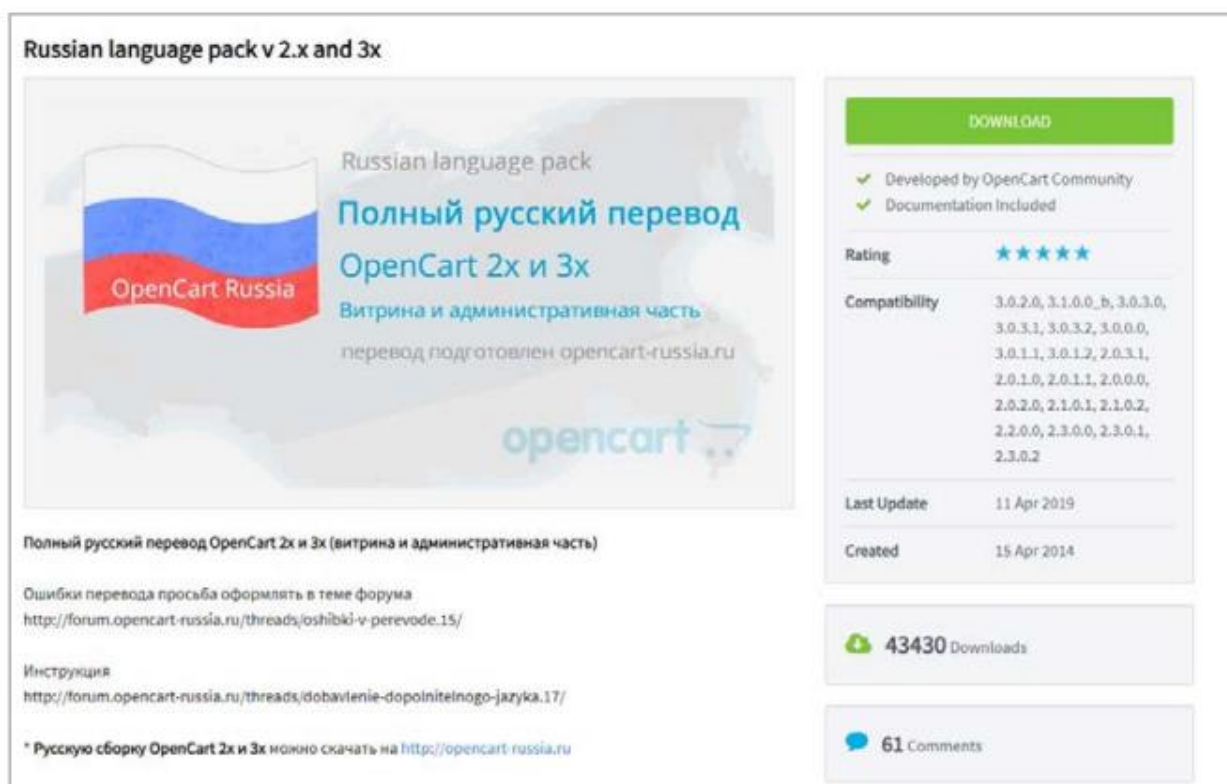 Russian language pack v 2.x and 3x
Russian language pack
Полный русский перевод
OpenCart 2x и 3x
Витрина и административная часть
перевод подготовлен opencart-russia.ru
OpenCart Russia
opencart
Полный русский перевод OpenCart 2x и 3x (витрина и административная часть)
Ошибки перевода просьба оформлять в теме форума
http://forum.opencart-russia.ru/threads/oshibki-v-perevode.15/
Инструкция
http://forum.opencart-russia.ru/threads/dobavlenie-dopolnitelnogo-jazyka.17/
* Русскую сборку OpenCart 2x и 3x можно скачать на http://opencart-russia.ru
DOWNLOAD
Developed by OpenCart Community
Documentation Included
Rating
Compatibility 3.0.2.0, 3.1.0.0_b, 3.0.3.0,
3.0.3.1, 3.0.3.2, 3.0.0.0,
3.0.1.1, 3.0.1.2, 2.0.3.1,
2.0.1.0, 2.0.1.1, 2.0.0.0,
2.0.2.0, 2.1.0.1, 2.1.0.2,
2.2.0.0, 2.3.0.0, 2.3.0.1,
2.3.0.2
Last Update 11 Apr 2019
Created 15 Apr 2014
43430 Downloads
61 Comments